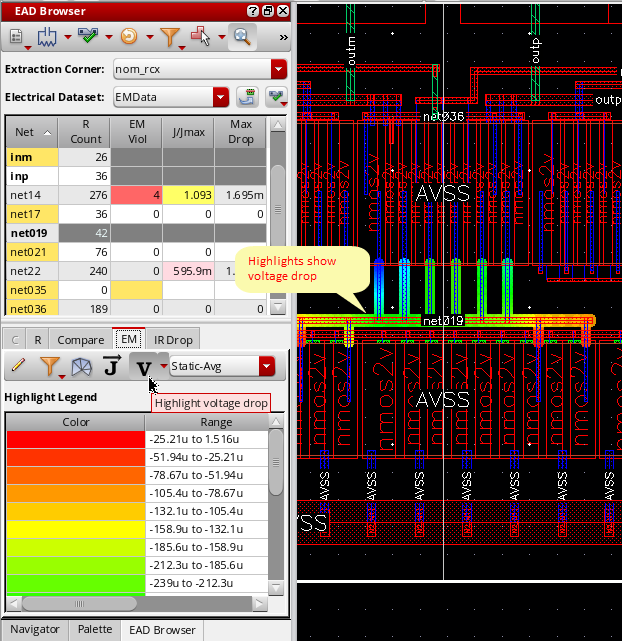 EAD Browser
»
Extraction Corner: nom_rcx
Electrical Dataset: EMData
Net R Count EM Viol J/Jmax Max Drop
inm 26
inp 36
net14 276 4 1.093 1.695m
net17 36 0 0 0
net019 42
net021 76 0 0 0
net22 240 0 595.9m 1.
net035 0
net036 189 0 0 0
Highlights show
voltage drop
C R Compare EM IR Drop
J V Static-Avg
Highlight Legend
Highlight voltage drop
Color Range
-25.21u to 1.516u
-51.94u to -25.21u
-78.67u to -51.94u
-105.4u to -78.67u
-132.1u to -105.4u
-158.9u to -132.1u
-185.6u to -158.9u
-212.3u to -185.6u
-239u to -212.3u
Navigator Palette EAD Browser
outm
outp
outp
net036
nmos2v
AVSS
net019
nmos2v
AVSS
AVSS AVSS AVSS AVSS AVSS AVSS AVSS
VSS